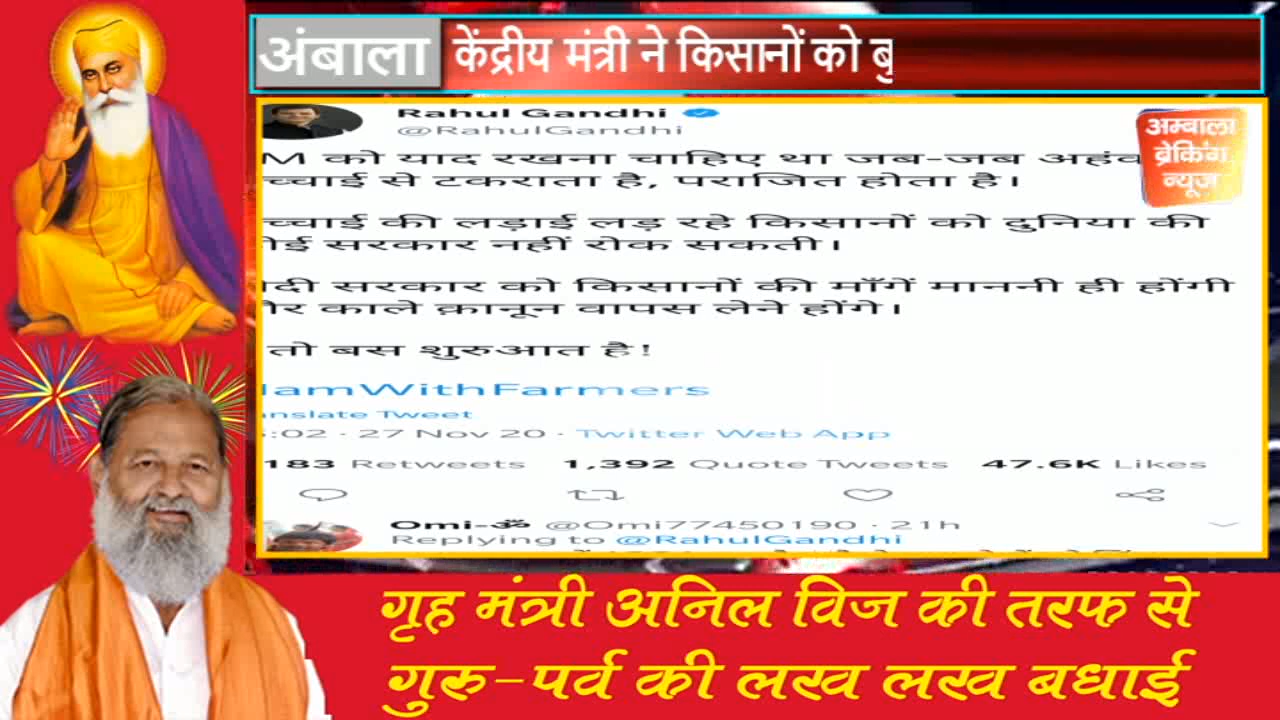 अंबाला केंद्रीय मंत्री ने किसानों को बु
Rahul Gandhi
@RahulGandhi
अम्बाला
ब्रेकिंग
न्यूज
M को याद रखना चाहिए था जब-जब अहंक
च्चाई से टकराता है, पराजित होता है।
च्चाई की लड़ाई लड़ रहे किसानों को दुनिया की
ोई सरकार नहीं रोक सकती।
दी सरकार को किसानों की माँगें माननी ही होंगी
र काले क़ानून वापस लेने होंगे।
तो बस शुरुआत है!
IamWithFarmers
anslate Tweet
:02 · 27 Nov 20 · Twitter Web App
183 Retweets 1,392 Quote Tweets 47.6K Likes
Omi-ॐ @Omi77450190 · 21h
Replying to @RahulGandhi
गृह मंत्री अनिल विज की तरफ से
गुरु-पर्व की लख लख बधाई